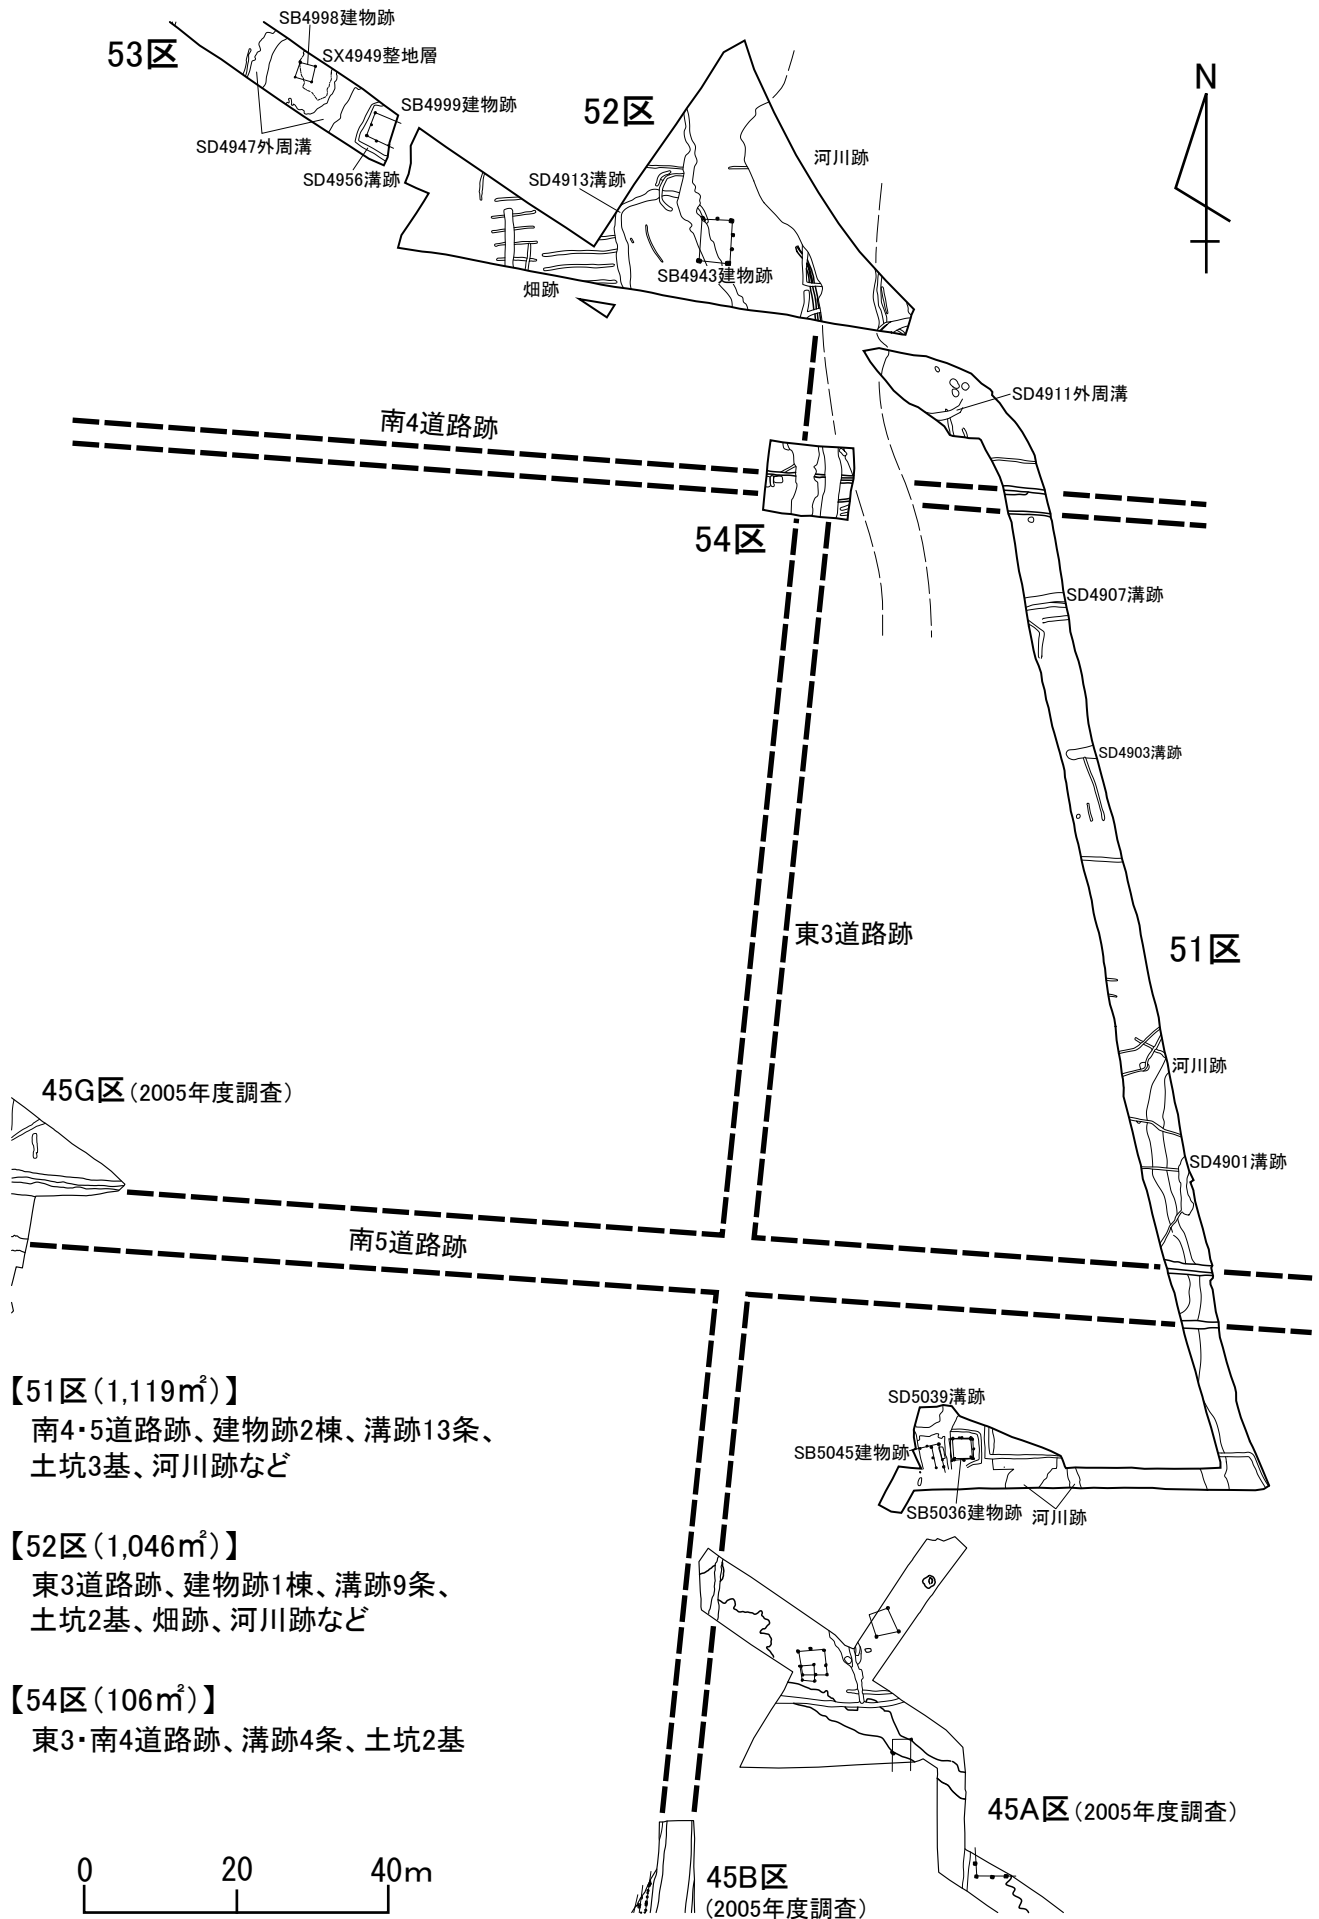 SB4998建物跡
53区
SX4949整地層
SB4999建物跡
52区
SD4947外周溝
SD4956溝跡
SD4913溝跡
河川跡
N
SB4943建物跡
畑跡
SD4911外周溝
南4道路跡
54区
SD4907溝跡
SD4903溝跡
東3道路跡
51区
河川跡
45G区(2005年度調査)
SD4901溝跡
南5道路跡
【51区(1,119㎡)】
南4・5道路跡、建物跡2棟、溝跡13条、
土坑3基、河川跡など
SD5039溝跡
SB5045建物跡
SB5036建物跡
河川跡
【52区(1,046㎡)】
東3道路跡、建物跡1棟、溝跡9条、
土坑2基、畑跡、河川跡など
【54区(106㎡)】
東3・南4道路跡、溝跡4条、土坑2基
45A区(2005年度調査)
0 20 40m
45B区
(2005年度調査)